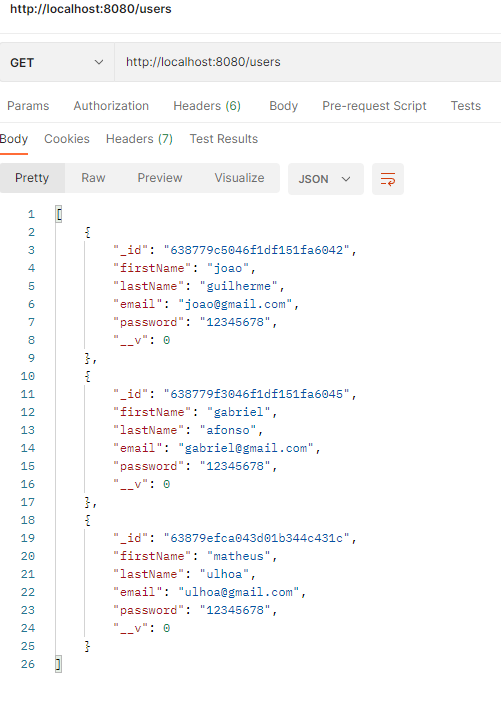 http://localhost:8080/users
GET http://localhost:8080/users
Params Authorization Headers (6) Body Pre-request Script Tests
Body Cookies Headers (7) Test Results
Pretty Raw Preview Visualize JSON
1 [
2 {
3 "_id": "638779c5046f1df151fa6042",
4 "firstName": "joao",
5 "lastName": "guilherme",
6 "email": "joao@gmail.com",
7 "password": "12345678",
8 "__v": 0
9 },
10 {
11 "_id": "638779f3046f1df151fa6045",
12 "firstName": "gabriel",
13 "lastName": "afonso",
14 "email": "gabriel@gmail.com",
15 "password": "12345678",
16 "__v": 0
17 },
18 {
19 "_id": "63879efca043d01b344c431c",
20 "firstName": "matheus",
21 "lastName": "ulhoa",
22 "email": "ulhoa@gmail.com",
23 "password": "12345678",
24 "__v": 0
25 }
26 ]